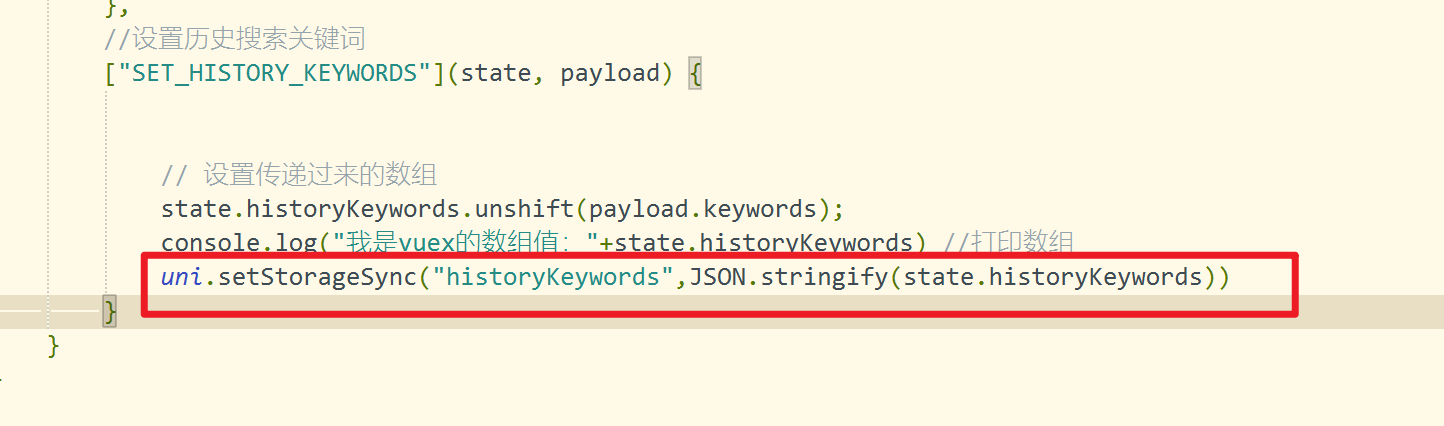 },
//设置历史搜索关键词
["SET_HISTORY_KEYWORDS"](state, payload) {
// 设置传递过来的数组
state.historyKeywords.unshift(payload.keywords);
console.log("我是vuex的数组值："+state.historyKeywords) //打印数组
uni.setStorageSync("historyKeywords",JSON.stringify(state.historyKeywords))
}
}